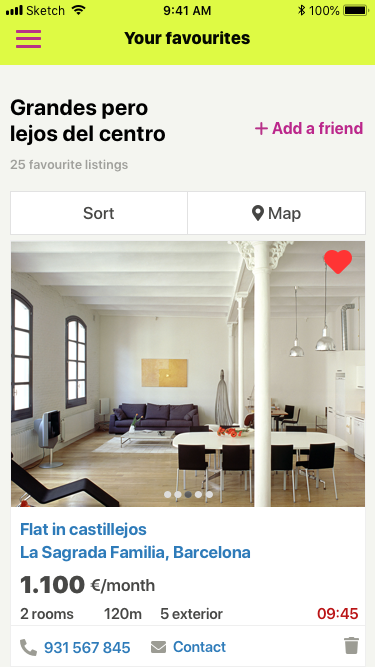 Sketch 9:41 AM 100%
Your favourites
Grandes pero
lejos del centro
+ Add a friend
25 favourite listings
Sort Map
Flat in castillejos
La Sagrada Familia, Barcelona
1.100 €/month
2 rooms 120m 5 exterior 09:45
931 567 845 Contact